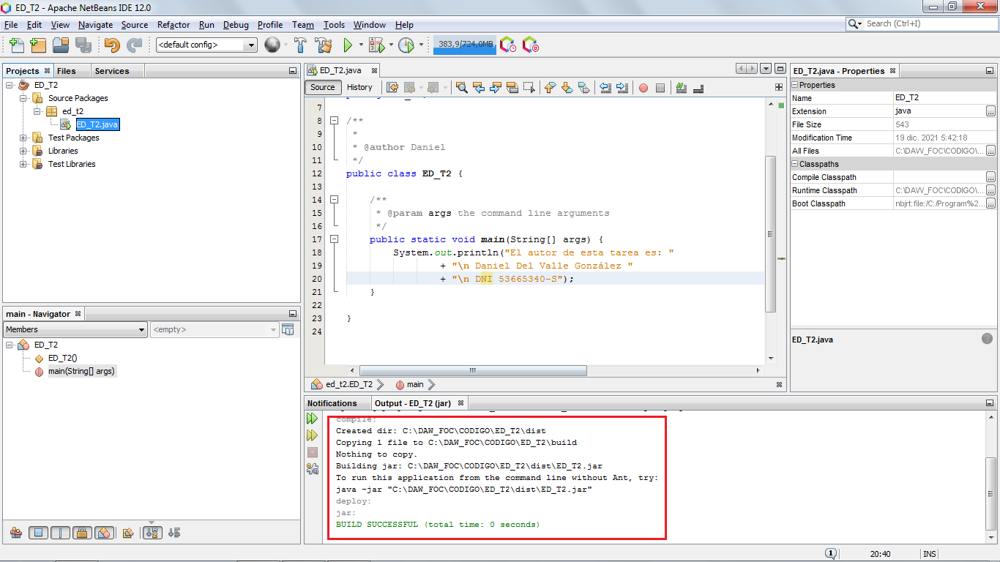 ED_T2 - Apache NetBeans IDE 12.0
File Edit View Navigate Source Refactor Run Debug Profile Team Tools Window Help
Search (Ctrl+I)
<default config>
383,9/724,0MB
Projects Files Services
ED_T2
Source Packages
ed_t2
ED_T2.java
Test Packages
Libraries
Test Libraries
main - Navigator
Members
<empty>
ED_T2
ED_T2()
main(String[] args)
ED_T2.java
Source History
7
8 /**
9 *
10 * @author Daniel
11 */
12 public class ED_T2 {
13
14 /**
15 * @param args the command line arguments
16 */
17 public static void main(String[] args) {
18 System.out.println("El autor de esta tarea es: "
19 + "\n Daniel Del Valle González "
20 + "\n DNI 53665340-S");
21 }
22
23 }
24
ed_t2.ED_T2 main
Notifications Output - ED_T2 (jar)
compile:
Created dir: C:\DAW_FOC\CODIGO\ED_T2\dist
Copying 1 file to C:\DAW_FOC\CODIGO\ED_T2\build
Nothing to copy.
Building jar: C:\DAW_FOC\CODIGO\ED_T2\dist\ED_T2.jar
To run this application from the command line without Ant, try:
java -jar "C:\DAW_FOC\CODIGO\ED_T2\dist\ED_T2.jar"
deploy:
jar:
BUILD SUCCESSFUL (total time: 0 seconds)
ED_T2.java - Properties
Properties
Name ED_T2
Extension java
...
File Size 543
Modification Time 19 dic. 2021 5:42:18
All Files C:\DAW_FOC\CODIGO\...
...
Classpaths
Compile Classpath
...
Runtime Classpath C:\DAW_FOC\CODIGO\...
...
Boot Classpath nbjrt:file:/C:/Program%2...
...
ED_T2.java
?
1
20:40 INS